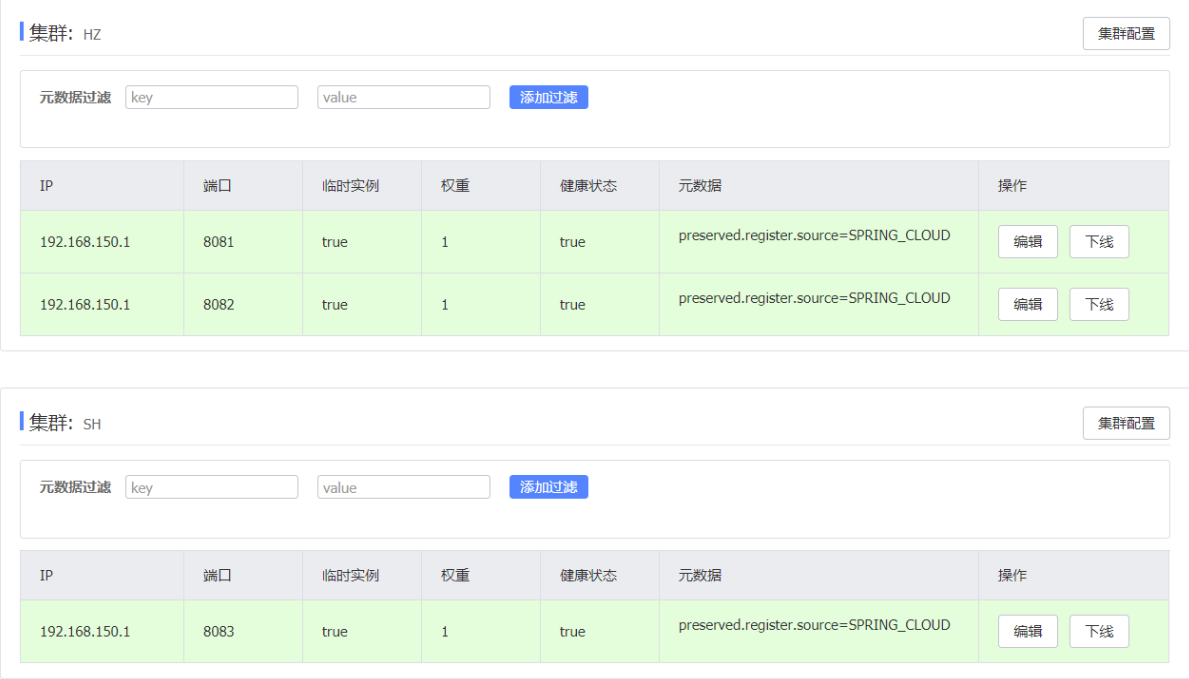 集群: HZ 集群配置
元数据过滤 key value 添加过滤
IP 端口 临时实例 权重 健康状态 元数据 操作
192.168.150.1 8081 true 1 true preserved.register.source=SPRING_CLOUD 编辑 下线
192.168.150.1 8082 true 1 true preserved.register.source=SPRING_CLOUD 编辑 下线
集群: SH 集群配置
元数据过滤 key value 添加过滤
IP 端口 临时实例 权重 健康状态 元数据 操作
192.168.150.1 8083 true 1 true preserved.register.source=SPRING_CLOUD 编辑 下线